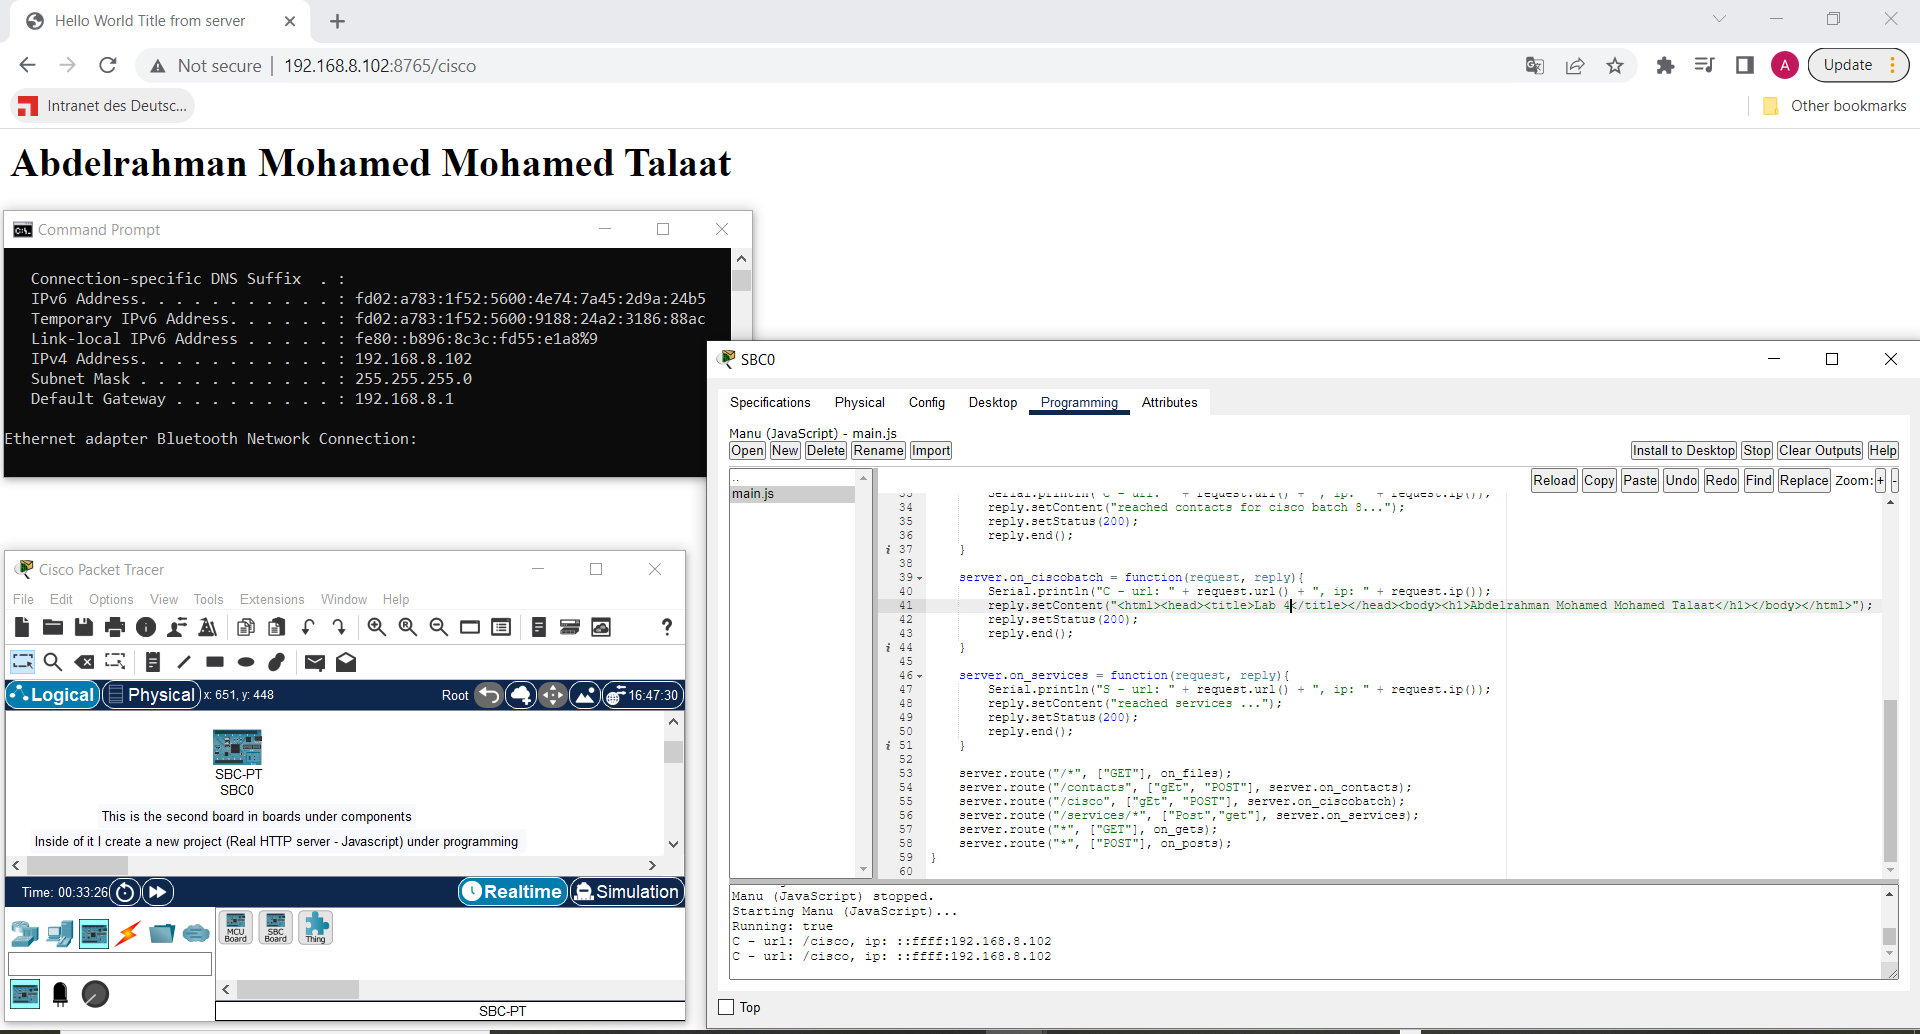 Hello World Title from server
Not secure | 192.168.8.102:8765/cisco
Update
Intranet des Deutsc...
Other bookmarks
Abdelrahman Mohamed Mohamed Talaat
Command Prompt
Connection-specific DNS Suffix  . :
IPv6 Address. . . . . . . . . . . : fd02:a783:1f52:5600:4e74:7a45:2d9a:24b5
Temporary IPv6 Address. . . . . . : fd02:a783:1f52:5600:9188:24a2:3186:88ac
Link-local IPv6 Address . . . . . : fe80::b896:8c3c:fd55:e1a8%9
IPv4 Address. . . . . . . . . . . : 192.168.8.102
Subnet Mask . . . . . . . . . . . : 255.255.255.0
Default Gateway . . . . . . . . . : 192.168.8.1
Ethernet adapter Bluetooth Network Connection:
Cisco Packet Tracer
File Edit Options View Tools Extensions Window Help
Logical Physical x: 651, y: 448 Root 16:47:30
SBC-PT
SBC0
This is the second board in boards under components
Inside of it I create a new project (Real HTTP server - Javascript) under programming
Time: 00:33:26 Realtime Simulation
MCU Board
SBC Board
Thing
SBC-PT
SBC0
Specifications Physical Config Desktop Programming Attributes
Manu (JavaScript) - main.js
Open New Delete Rename Import Install to Desktop Stop Clear Outputs Help
Reload Copy Paste Undo Redo Find Replace Zoom: + -
..
main.js
33 Serial.println("C - url: " + request.url() + ", ip: " + request.ip());
34 reply.setContent("reached contacts for cisco batch 8...");
35 reply.setStatus(200);
36 reply.end();
37 }
38
39 server.on_ciscobatch = function(request, reply){
40 Serial.println("C - url: " + request.url() + ", ip: " + request.ip());
41 reply.setContent("<html><head><title>Lab 4</title></head><body><h1>Abdelrahman Mohamed Mohamed Talaat</h1></body></html>");
42 reply.setStatus(200);
43 reply.end();
44 }
45
46 server.on_services = function(request, reply){
47 Serial.println("S - url: " + request.url() + ", ip: " + request.ip());
48 reply.setContent("reached services ...");
49 reply.setStatus(200);
50 reply.end();
51 }
52
53 server.route("/*", ["GET"], on_files);
54 server.route("/contacts", ["gEt", "POST"], server.on_contacts);
55 server.route("/cisco", ["gEt", "POST"], server.on_ciscobatch);
56 server.route("/services/*", ["Post","get"], server.on_services);
57 server.route("*", ["GET"], on_gets);
58 server.route("*", ["POST"], on_posts);
59 }
60
Manu (JavaScript) stopped.
Starting Manu (JavaScript)...
Running: true
C - url: /cisco, ip: ::ffff:192.168.8.102
C - url: /cisco, ip: ::ffff:192.168.8.102
Top